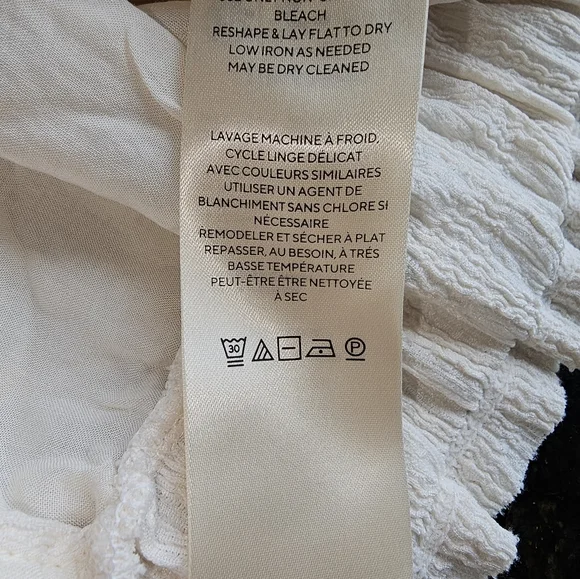 BLEACH
RESHAPE & LAY FLAT TO DRY
LOW IRON AS NEEDED
MAY BE DRY CLEANED
LAVAGE MACHINE À FROID,
CYCLE LINGE DÉLICAT
AVEC COULEURS SIMILAIRES
UTILISER UN AGENT DE
BLANCHIMENT SANS CHLORE SI
NÉCESSAIRE
REMODELER ET SÉCHER À PLAT
REPASSER, AU BESOIN, À TRÉS
BASSE TEMPÉRATURE
PEUT-ÊTRE ÊTRE NETTOYÉE
À SEC
30 P